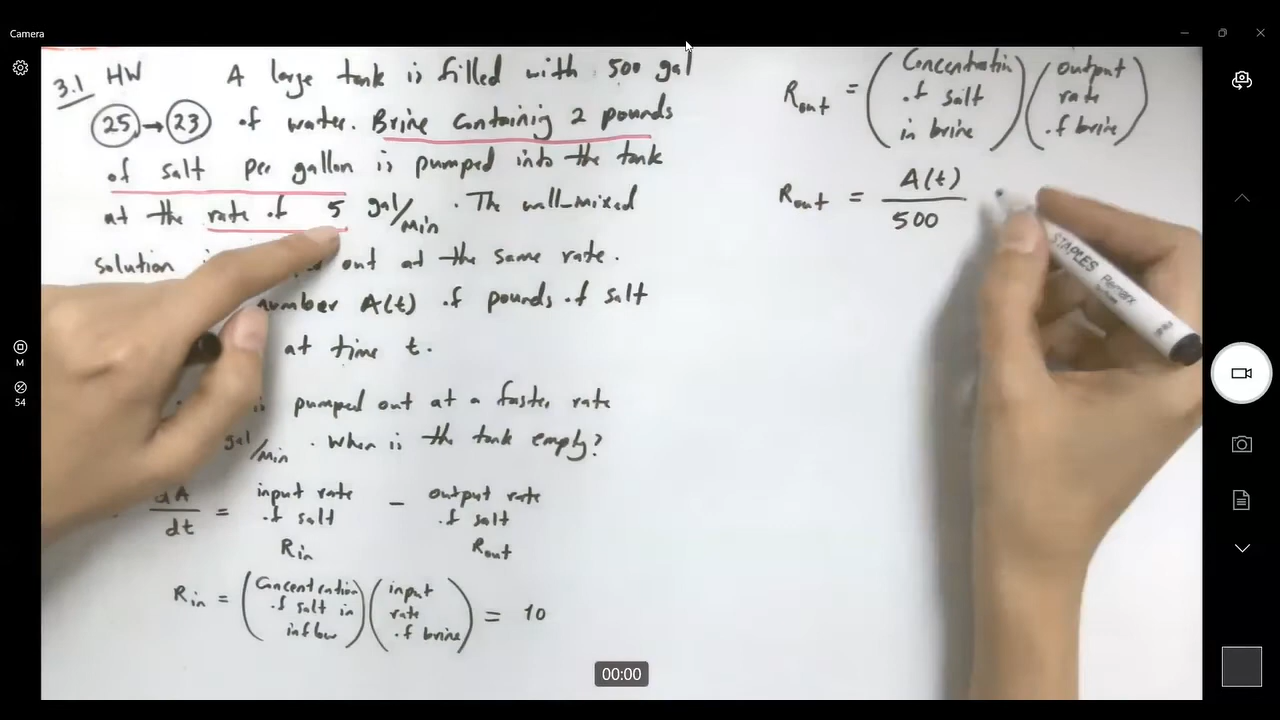 Camera
3.1 HW A large tank is filled with 500 gal
25 → 23 of water. Brine Containing 2 pounds
of salt per gallon is pumped into the tank
at the rate of 5 gal/min. The well-mixed
solution out at the same rate.
number A(t) of pounds of salt
at time t.
is pumped out at a faster rate
gal/min. When is the tank empty?
dA/dt = input rate of salt - output rate of salt
Rin Rout
Rin = (Concentration of salt in inflow) (input rate of brine) = 10
Rout = (Concentration of salt in brine) (output rate of brine)
Rout = A(t)/500
STAPLES
M
54
00:00